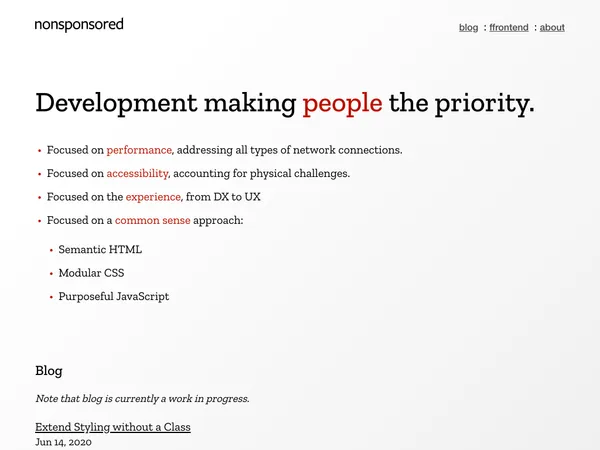 nonsponsored
blog : ffrontend : about
Development making people the priority.
• Focused on performance, addressing all types of network connections.
• Focused on accessibility, accounting for physical challenges.
• Focused on the experience, from DX to UX
• Focused on a common sense approach:
• Semantic HTML
• Modular CSS
• Purposeful JavaScript
Blog
Note that blog is currently a work in progress.
Extend Styling without a Class
Jun 14, 2020